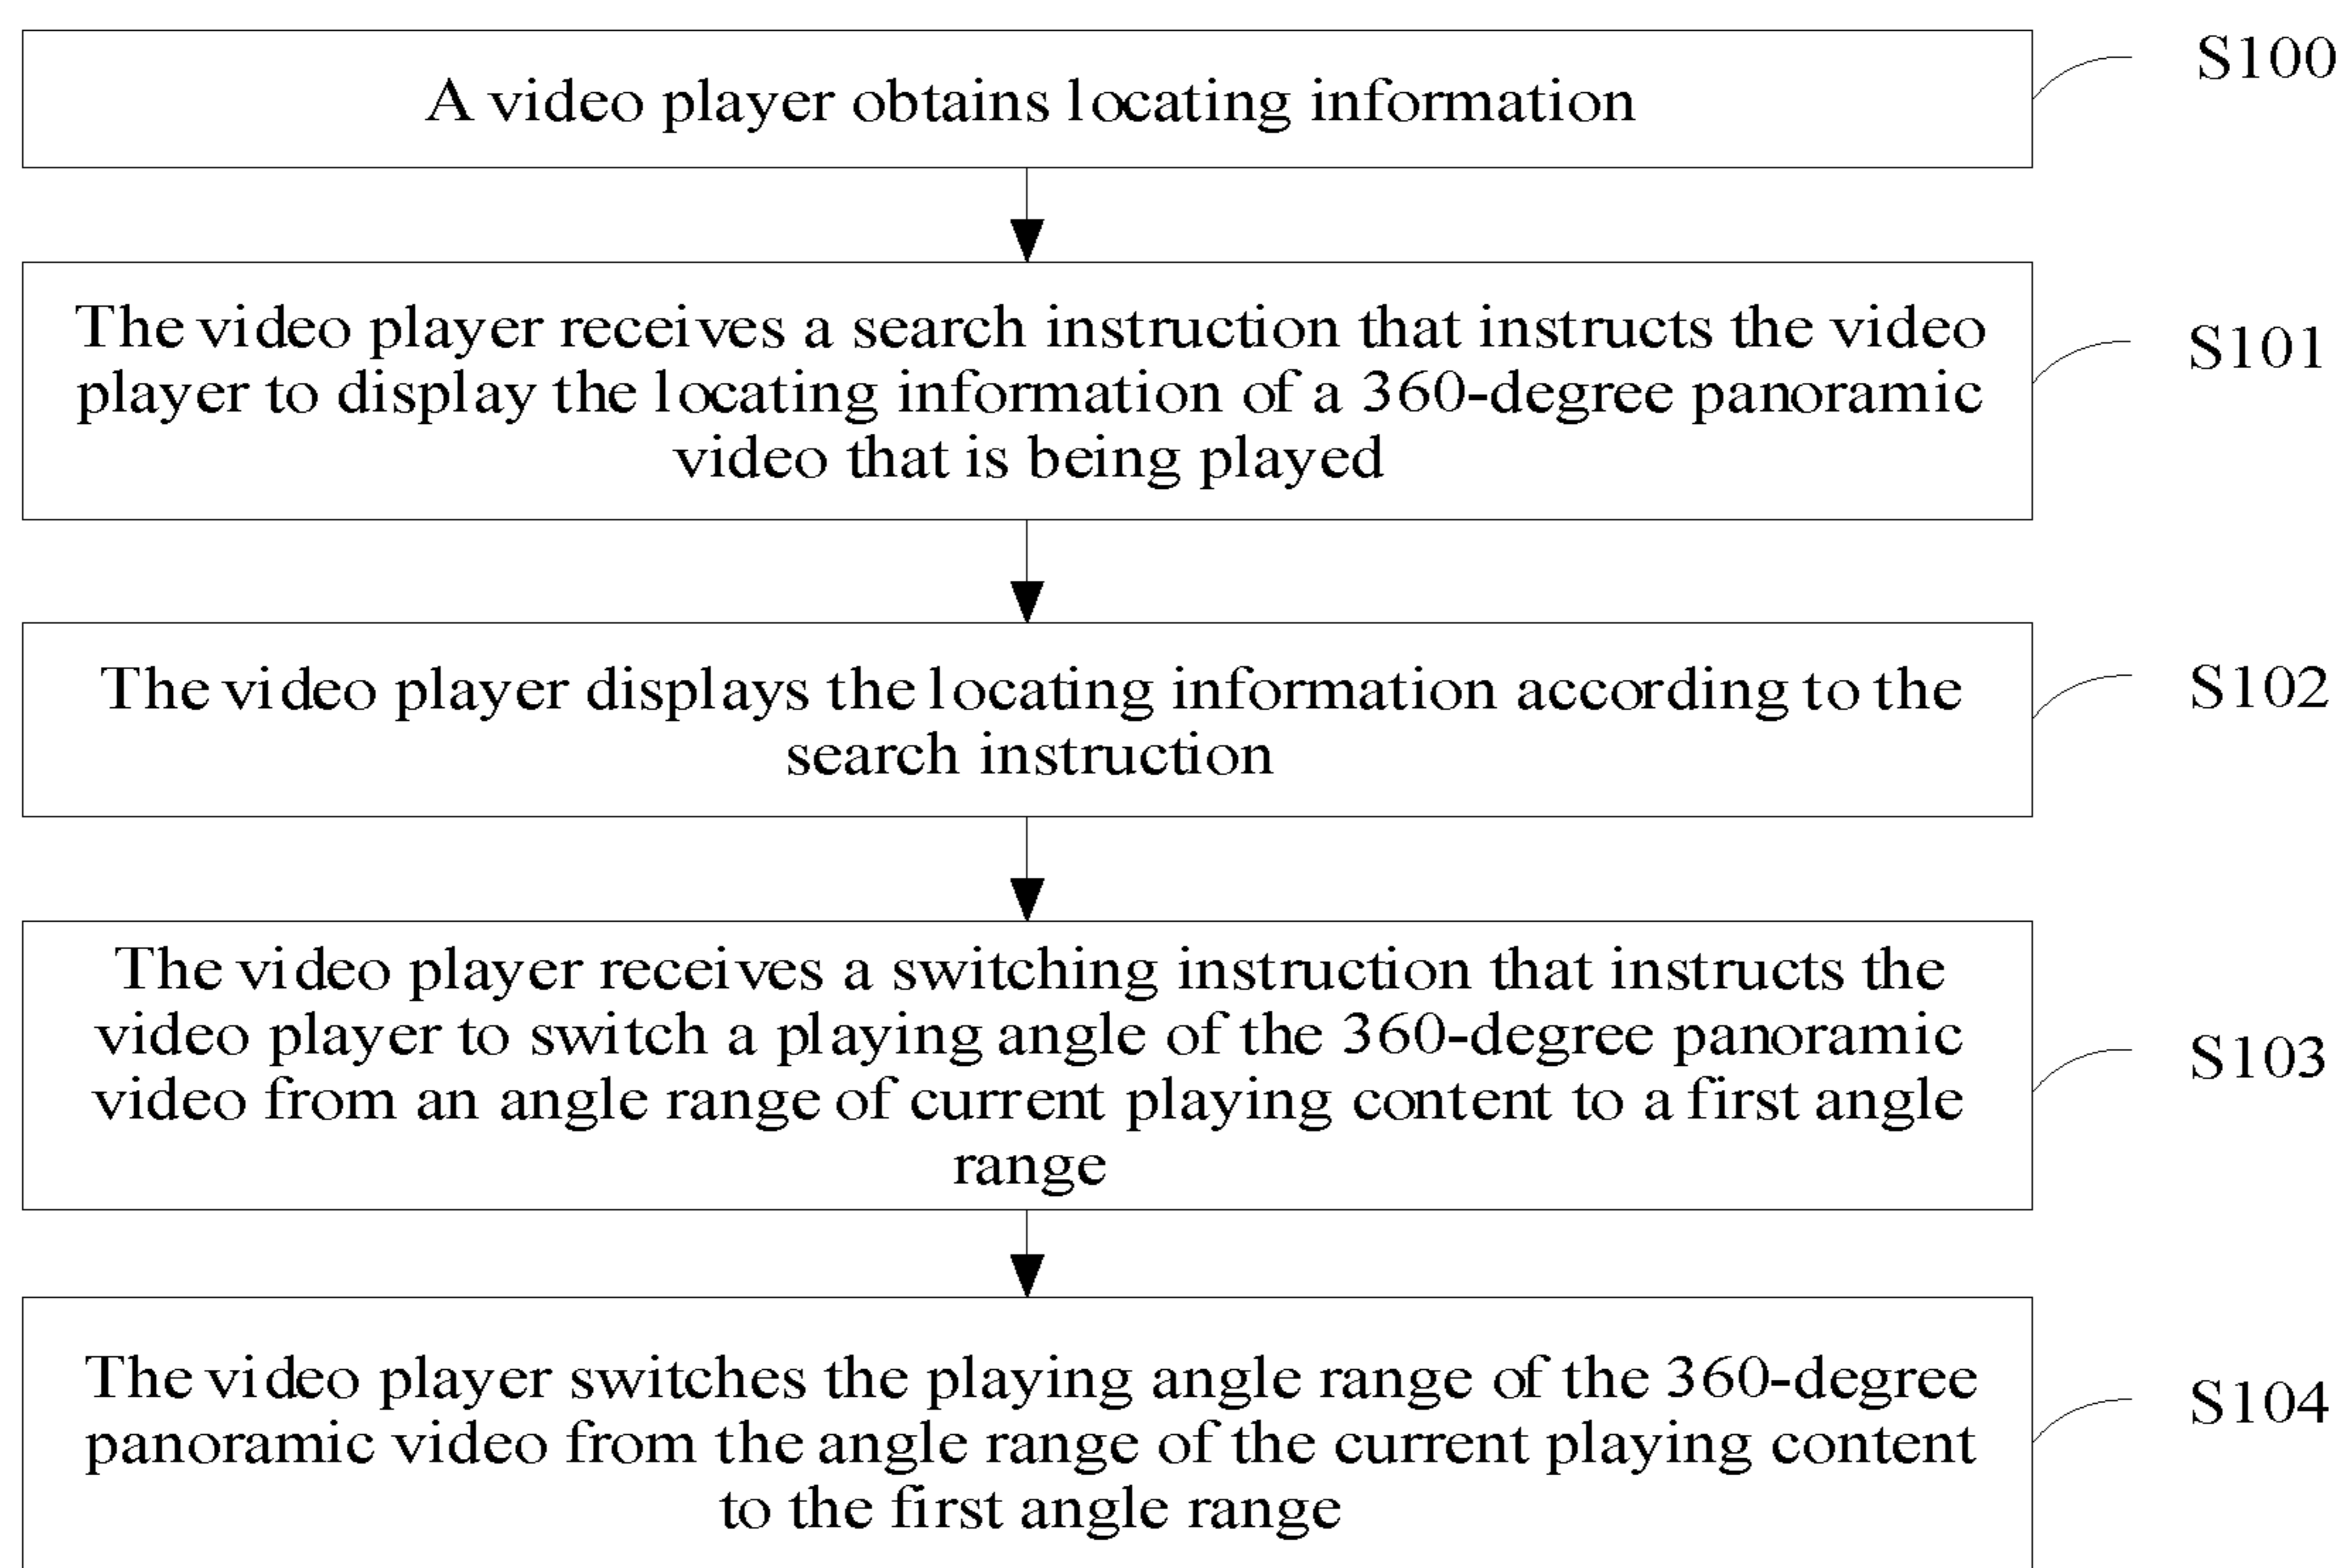 A video player obtains locating information
S100
The video player receives a search instruction that instructs the video
player to display the locating information of a 360-degree panoramic
video that is being played
S101
The video player displays the locating information according to the
search instruction
S102
The video player receives a switching instruction that instructs the
video player to switch a playing angle of the 360-degree panoramic
video from an angle range of current playing content to a first angle
range
S103
The video player switches the playing angle range of the 360-degree
panoramic video from the angle range of the current playing content
to the first angle range
S104